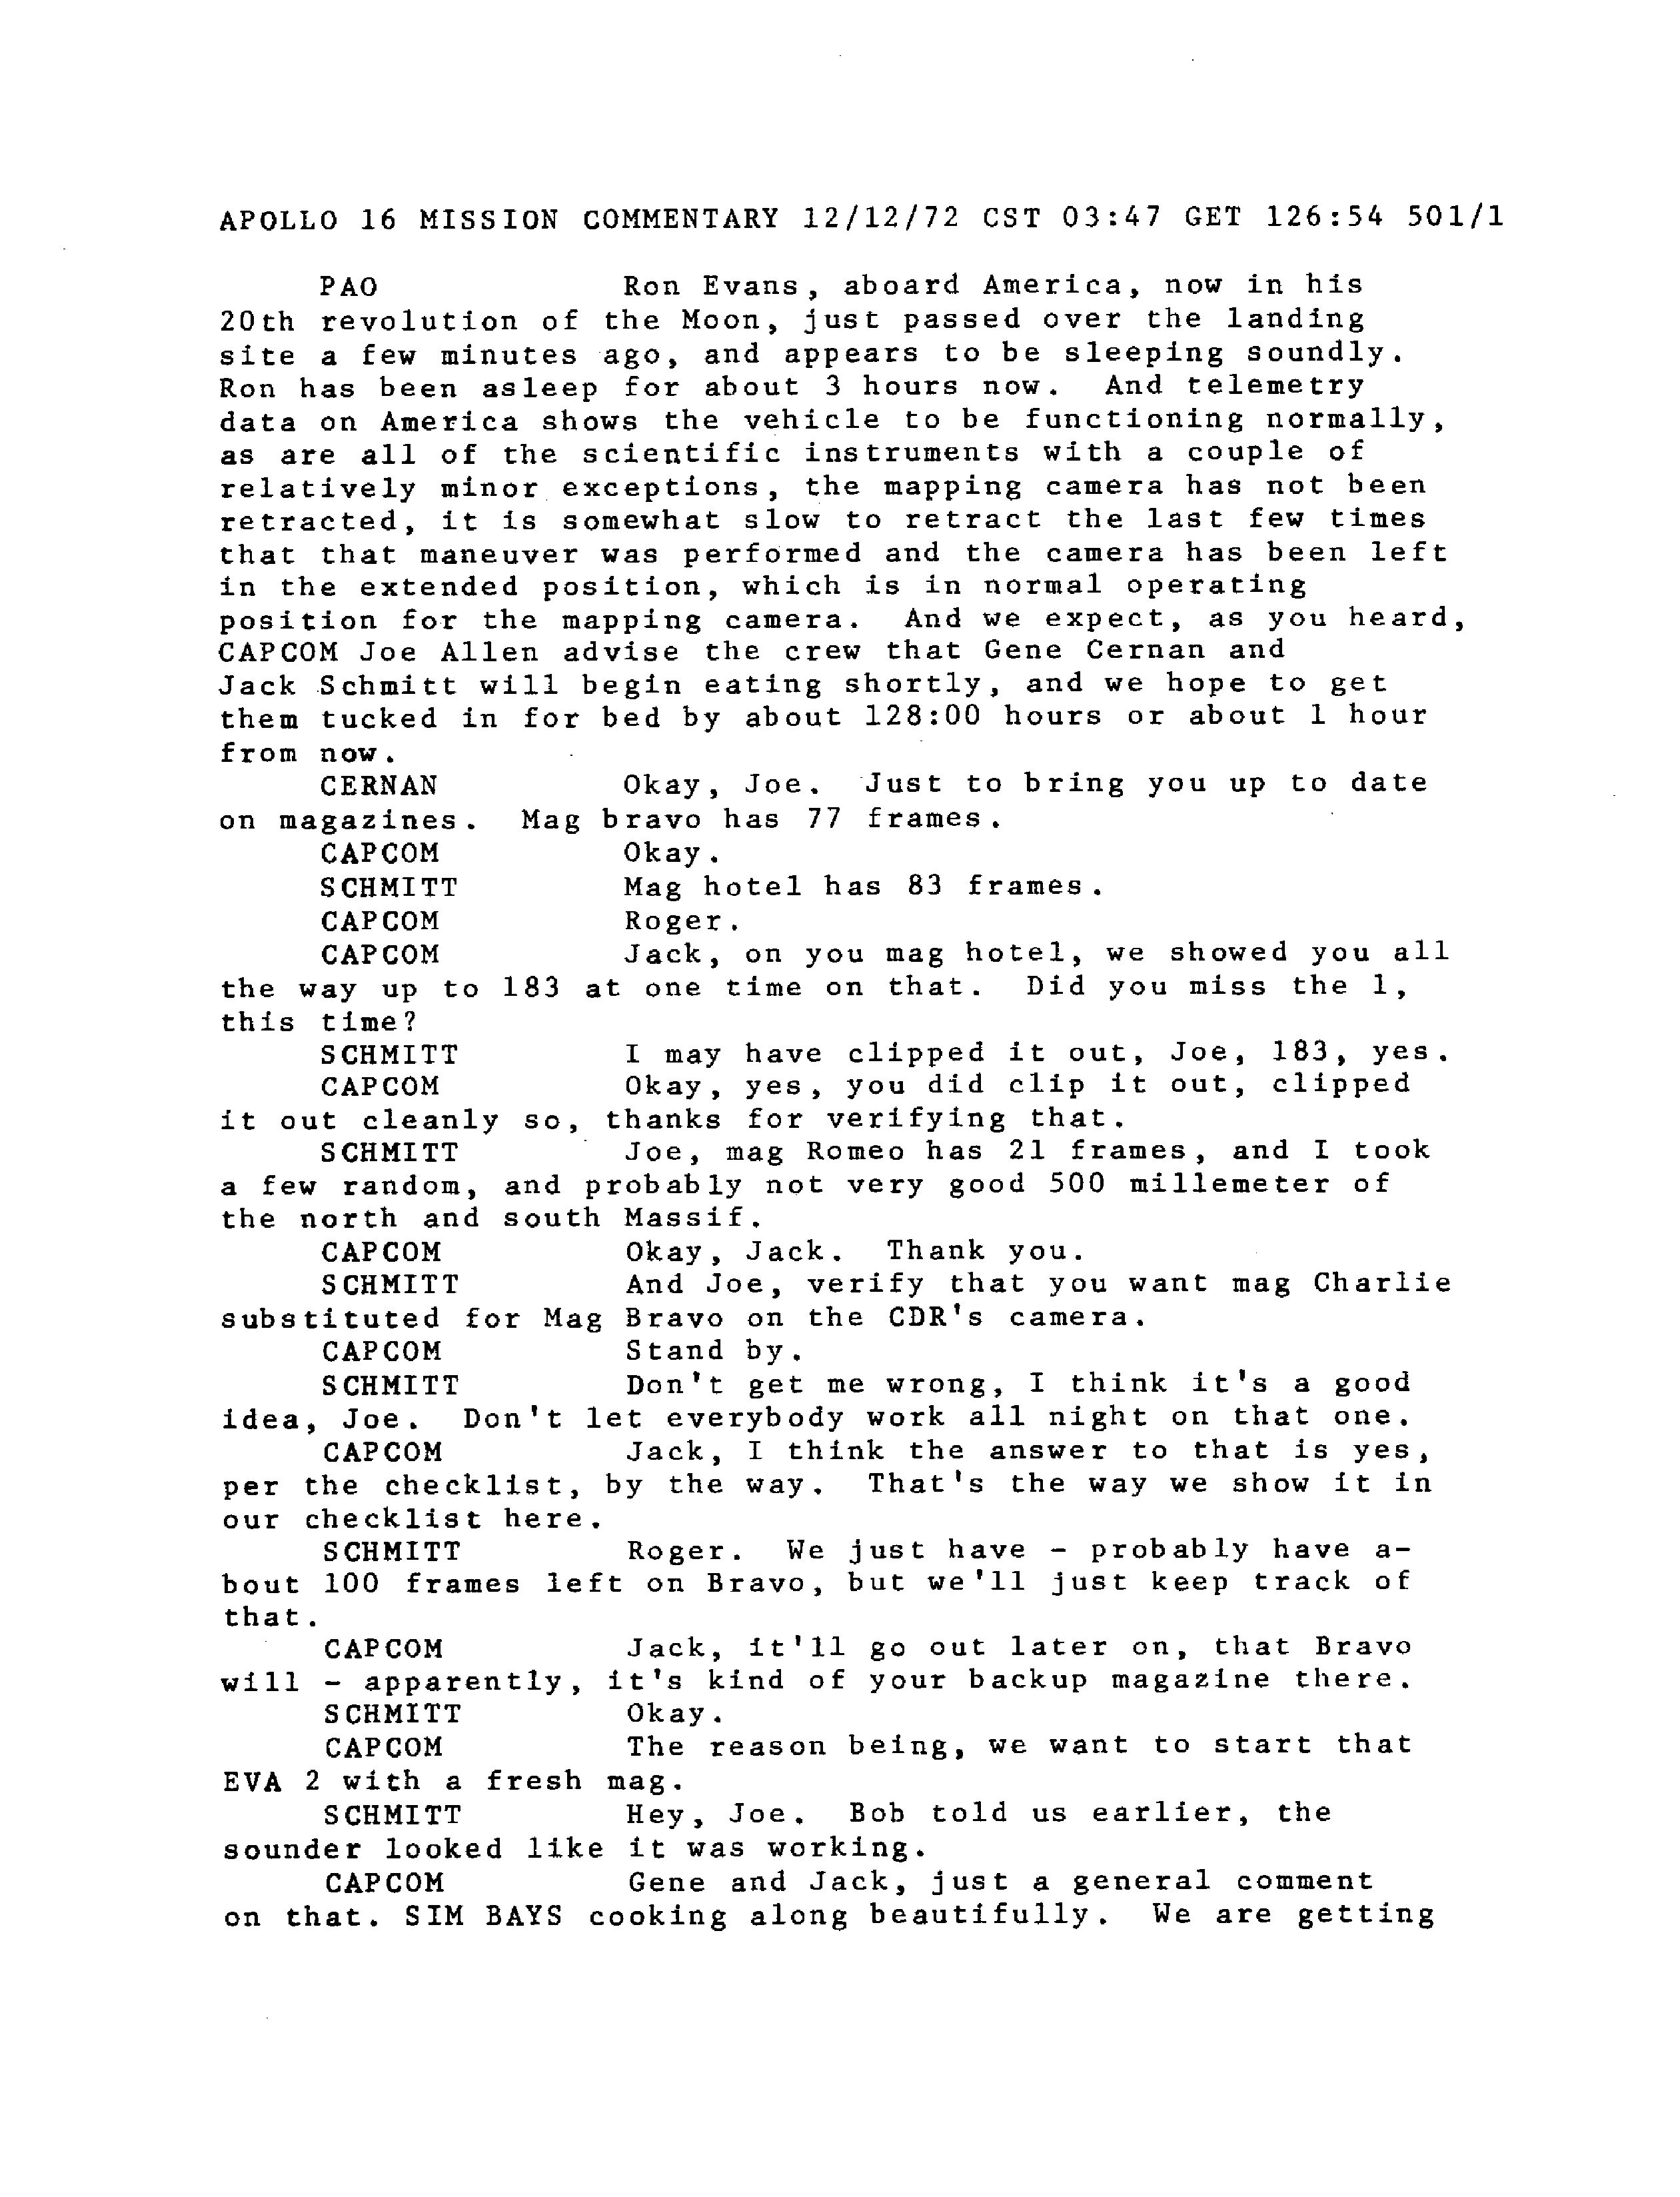 APOLLO 16 MISSION COMMENTARY 12/12/72 CST 03:47 GET 126:54 501/1
PAO Ron Evans, aboard America, now in his
20th revolution of the Moon, just passed over the landing
site a few minutes ago, and appears to be sleeping soundly.
Ron has been asleep for about 3 hours now. And telemetry
data on America shows the vehicle to be functioning normally,
as are all of the scientific instruments with a couple of
relatively minor exceptions, the mapping camera has not been
retracted, it is somewhat slow to retract the last few times
that that maneuver was performed and the camera has been left
in the extended position, which is in normal operating
position for the mapping camera. And we expect, as you heard,
CAPCOM Joe Allen advise the crew that Gene Cernan and
Jack Schmitt will begin eating shortly, and we hope to get
them tucked in for bed by about 128:00 hours or about 1 hour
from now.
CERNAN Okay, Joe. Just to bring you up to date
on magazines. Mag bravo has 77 frames.
CAPCOM Okay.
SCHMITT Mag hotel has 83 frames.
CAPCOM Roger.
CAPCOM Jack, on you mag hotel, we showed you all
the way up to 183 at one time on that. Did you miss the 1,
this time?
SCHMITT I may have clipped it out, Joe, 183, yes.
CAPCOM Okay, yes, you did clip it out, clipped
it out cleanly so, thanks for verifying that.
SCHMITT Joe, mag Romeo has 21 frames, and I took
a few random, and probably not very good 500 millemeter of
the north and south Massif.
CAPCOM Okay, Jack. Thank you.
SCHMITT And Joe, verify that you want mag Charlie
substituted for Mag Bravo on the CDR's camera.
CAPCOM Stand by.
SCHMITT Don't get me wrong, I think it's a good
idea, Joe. Don't let everybody work all night on that one.
CAPCOM Jack, I think the answer to that is yes,
per the checklist, by the way. That's the way we show it in
our checklist here.
SCHMITT Roger. We just have - probably have a-
bout 100 frames left on Bravo, but we'll just keep track of
that.
CAPCOM Jack, it'll go out later on, that Bravo
will - apparently, it's kind of your backup magazine there.
SCHMITT Okay.
CAPCOM The reason being, we want to start that
EVA 2 with a fresh mag.
SCHMITT Hey, Joe. Bob told us earlier, the
sounder looked like it was working.
CAPCOM Gene and Jack, just a general comment
on that. SIM BAYS cooking along beautifully. We are getting